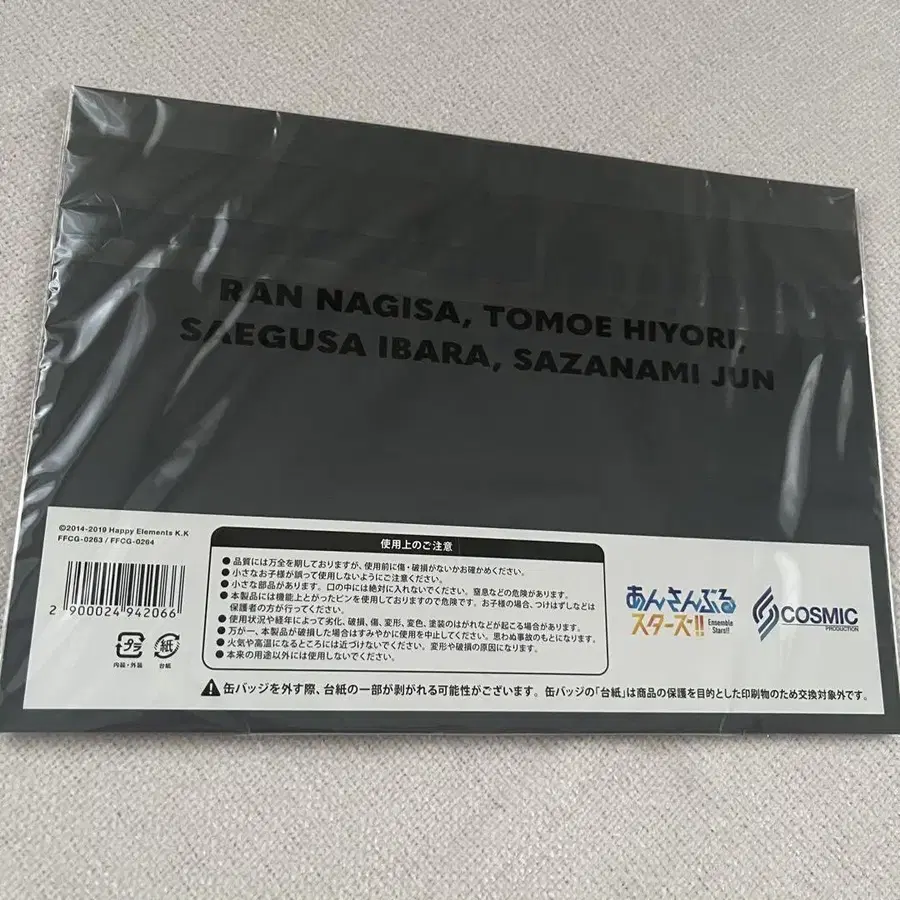 RAN NAGISA, TOMOE HIYORI,
SAEGUSA IBARA, SAZANAMI JUN
©2014-2019 Happy Elements K.K
FFCG-0263 / FFCG-0264
2 900024 942066
プラ
内袋・外装
紙
台紙
使用上のご注意
●品質には万全を期しておりますが、使用前に傷・破損がないかお確かめください。
●小さなお子様が誤って使用しないようにご注意ください。
●小さな部品があります。口の中には絶対に入れないでください。窒息などの危険があります。
●本製品には機能上とがったピンを使用しておりますので危険です。お子様の場合、つけはずしなどは
保護者の方が行ってください。
●使用状況や経年によって劣化、破損、傷、変形、変色、塗装のはがれなどが起こる場合があります。
●万が一、本製品が破損した場合はすみやかに使用を中止してください。思わぬ事故のもとになります。
●火気や高温になるところには近づけないでください。変形や破損の原因になります。
●本来の用途以外には使用しないでください。
あんさんぶる
スターズ!!
Ensemble
Stars!!
COSMIC
PRODUCTION
缶バッジを外す際、台紙の一部が剥がれる可能性がございます。缶バッジの「台紙」は商品の保護を目的とした印刷物のため交換対象外です。